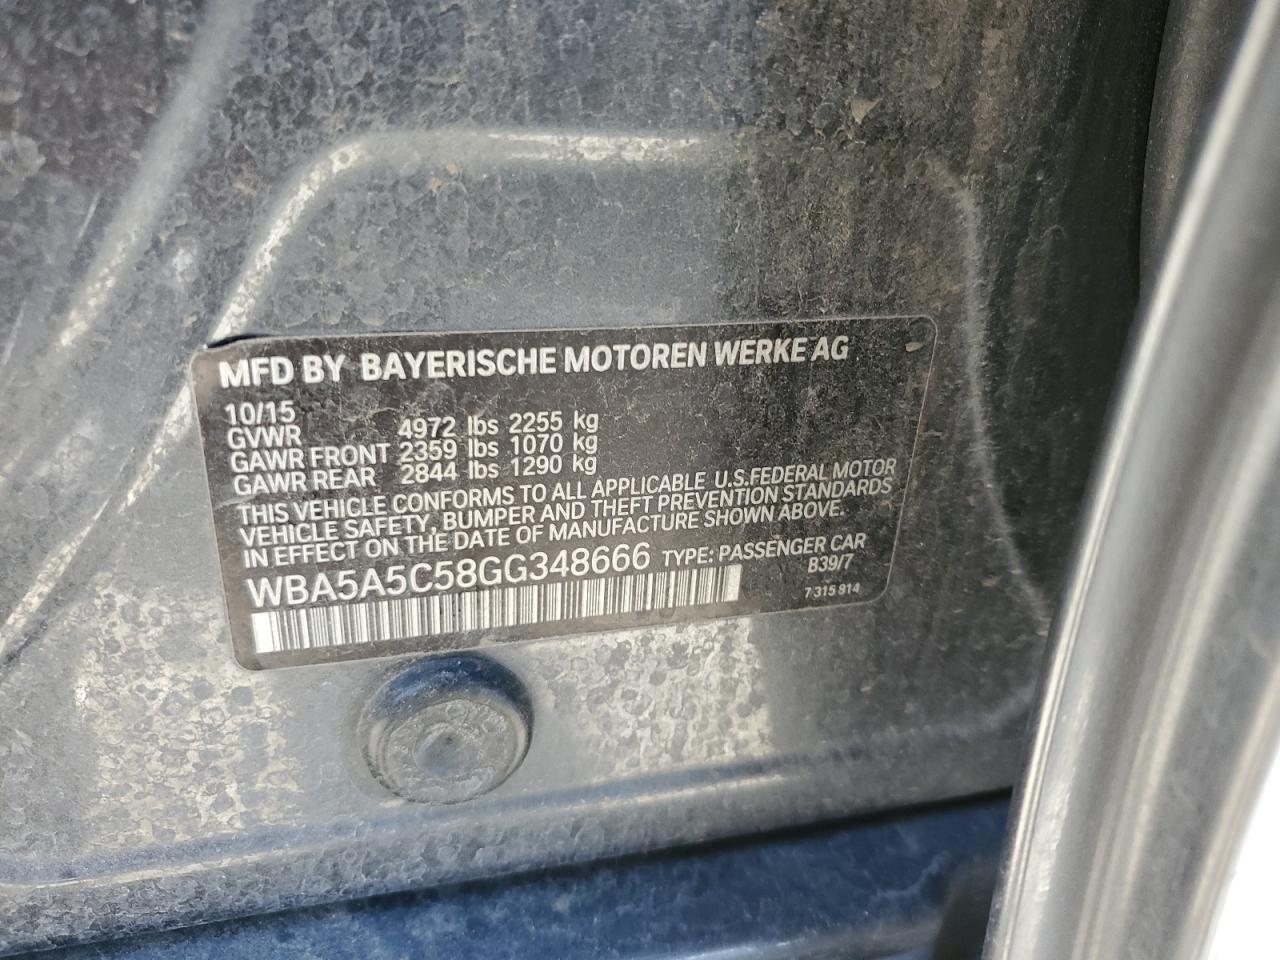 MFD BY BAYERISCHE MOTOREN WERKE AG
10/15
GVWR 4972 lbs 2255 kg
GAWR FRONT 2359 lbs 1070 kg
GAWR REAR 2844 lbs 1290 kg
THIS VEHICLE CONFORMS TO ALL APPLICABLE U.S.FEDERAL MOTOR
VEHICLE SAFETY, BUMPER AND THEFT PREVENTION STANDARDS
IN EFFECT ON THE DATE OF MANUFACTURE SHOWN ABOVE.
WBA5A5C58GG348666 TYPE: PASSENGER CAR
B39/7
7 315 814